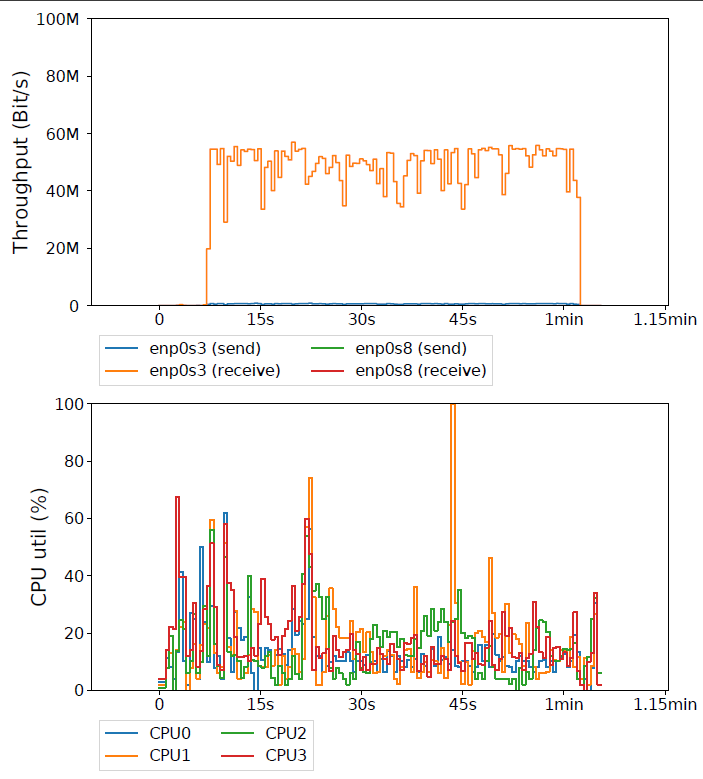 100M
80M
60M
40M
20M
0
Throughput (Bit/s)
0 15s 30s 45s 1min 1.15min
enp0s3 (send) enp0s8 (send)
enp0s3 (receive) enp0s8 (receive)
100
80
60
40
20
0
CPU util (%)
0 15s 30s 45s 1min 1.15min
CPU0 CPU2
CPU1 CPU3